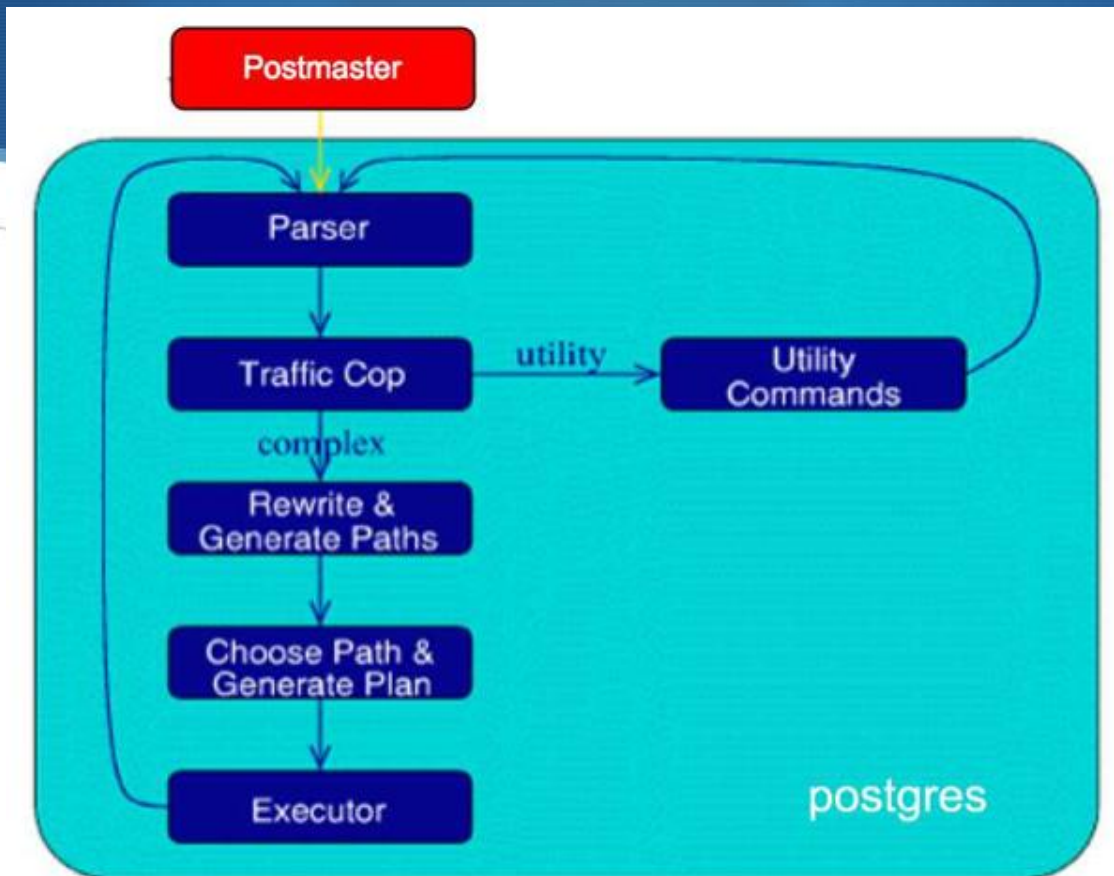 Postmaster
Parser
Traffic Cop
utility
Utility
Commands
complex
Rewrite &
Generate Paths
Choose Path &
Generate Plan
Executor
postgres